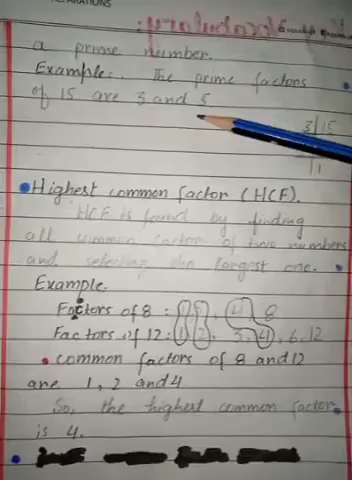 a prime number.
Example:- The prime factors
of 15 are 3 and 5
3 | 15
1
Highest common factor (HCF).
HCF is found by finding
all common factor of two numbers
and selecting the largest one.
Example.
Factors of 8 : 1, 2, 4, 8
Factors of 12 : 1, 2, 3, 4, 6, 12
common factors of 8 and 12
are 1, 2 and 4
So, the highest common factor
is 4.